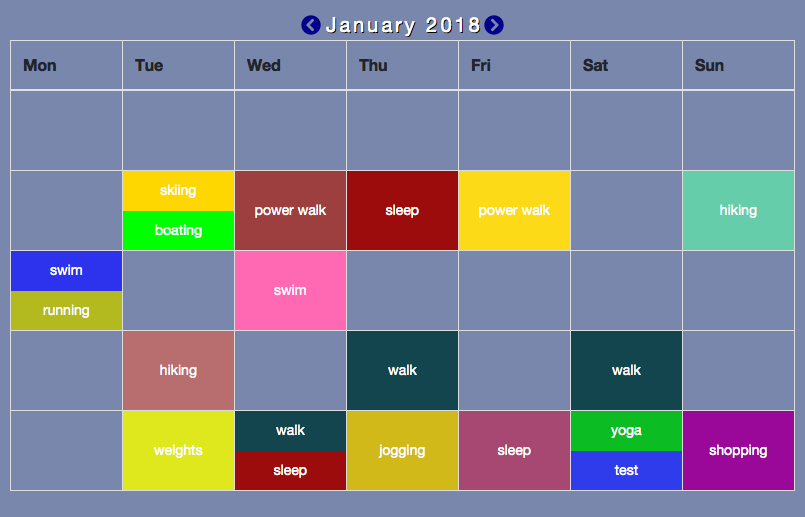 January 2018
Mon Tue Wed Thu Fri Sat Sun
skiing
boating
power walk
sleep
power walk
hiking
swim
running
swim
hiking
walk
walk
weights
walk
sleep
jogging
sleep
yoga
test
shopping